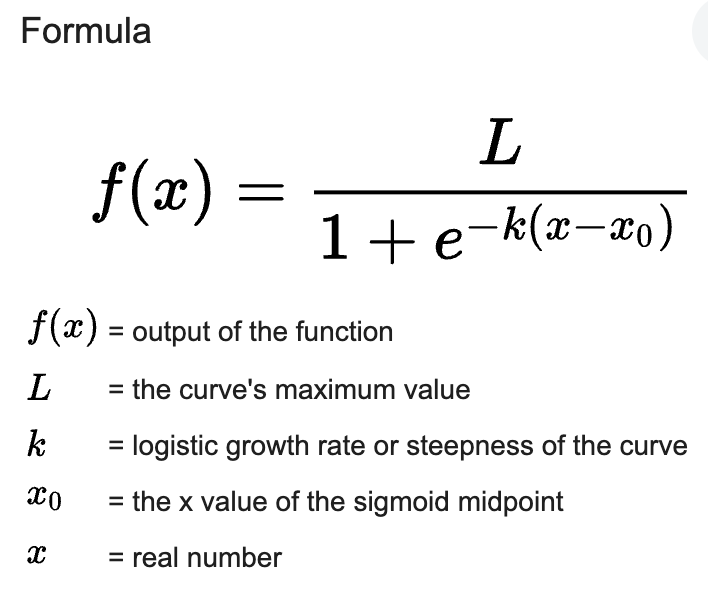 Formula
f(x) = L / (1 + e^{-k(x-x₀)})
f(x) = output of the function
L = the curve's maximum value
k = logistic growth rate or steepness of the curve
x₀ = the x value of the sigmoid midpoint
x = real number